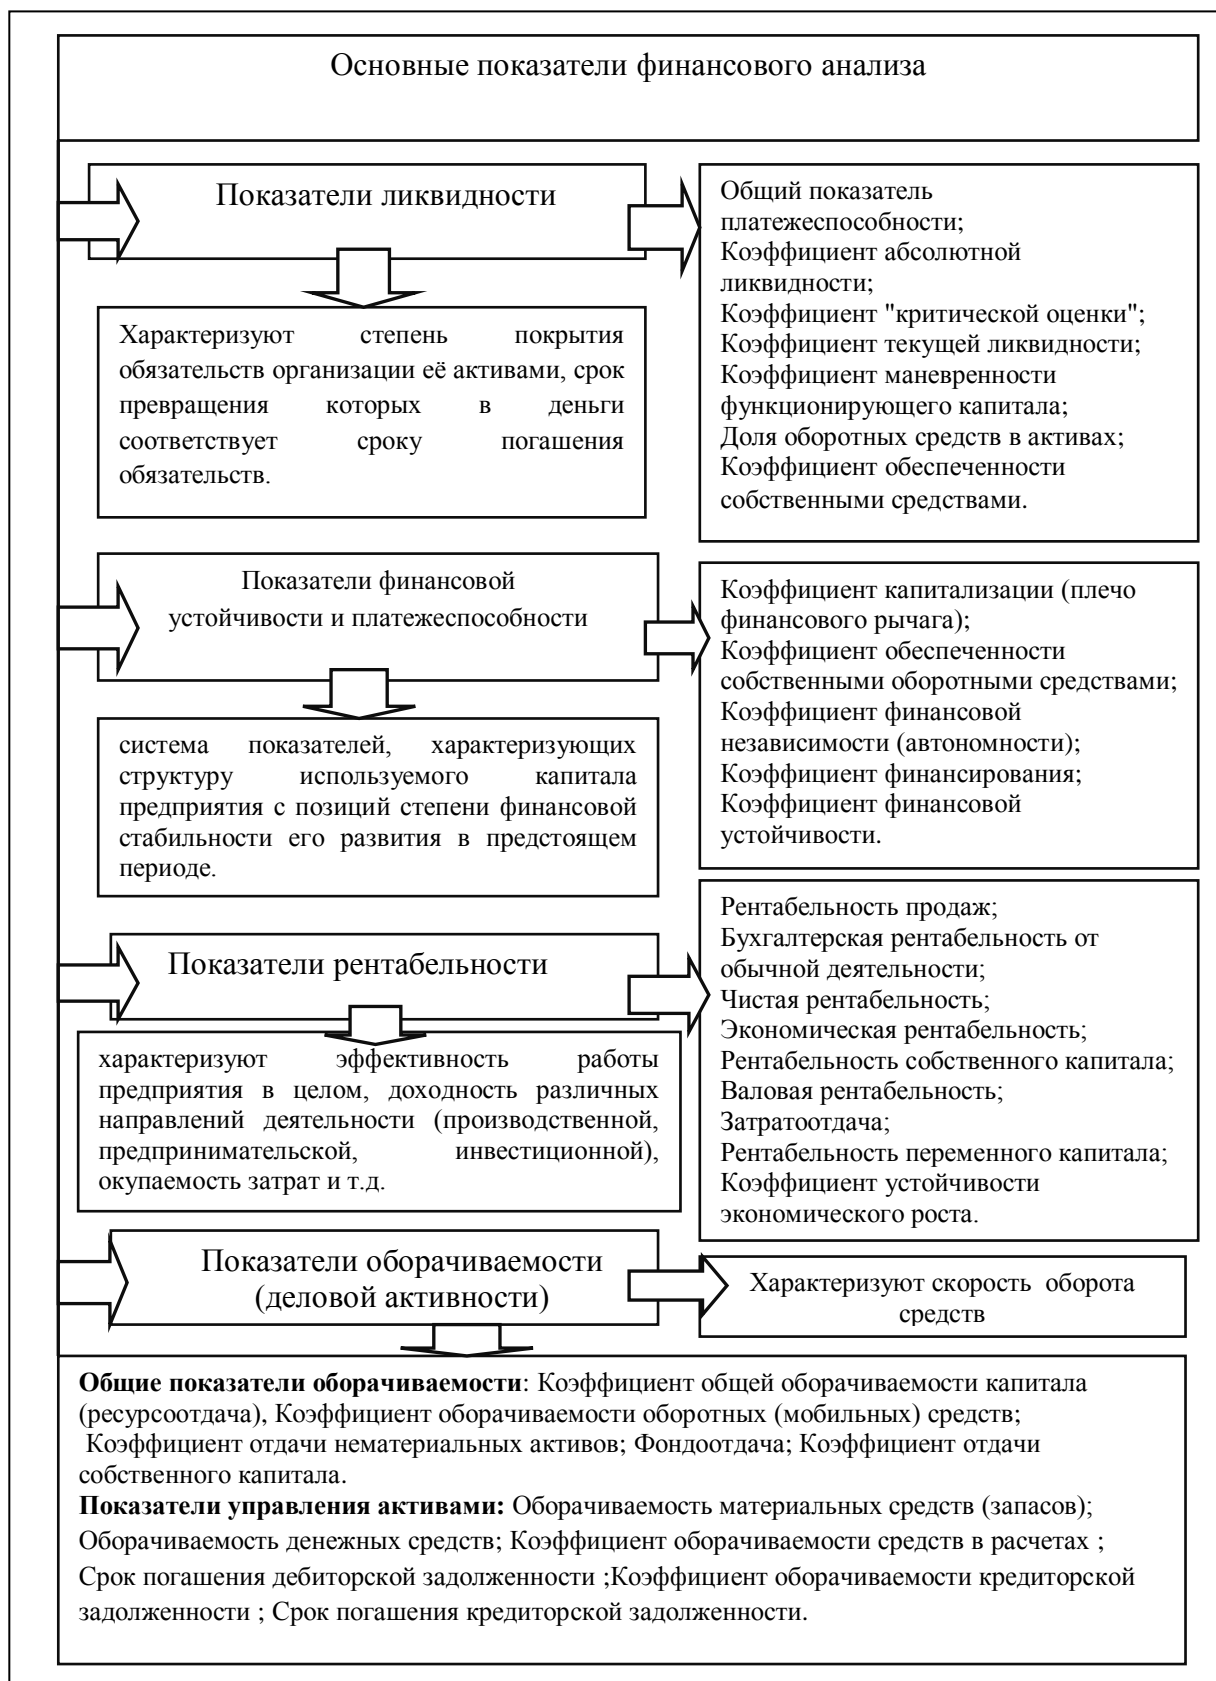 Основные показатели финансового анализа
Показатели ликвидности
Общий показатель
платежеспособности;
Коэффициент абсолютной
ликвидности;
Коэффициент "критической оценки";
Коэффициент текущей ликвидности;
Коэффициент маневренности
функционирующего капитала;
Доля оборотных средств в активах;
Коэффициент обеспеченности
собственными средствами.
Характеризуют степень покрытия
обязательств организации её активами, срок
превращения которых в деньги
соответствует сроку погашения
обязательств.
Показатели финансовой
устойчивости и платежеспособности
Коэффициент капитализации (плечо
финансового рычага);
Коэффициент обеспеченности
собственными оборотными средствами;
Коэффициент финансовой
независимости (автономности);
Коэффициент финансирования;
Коэффициент финансовой
устойчивости.
система показателей, характеризующих
структуру используемого капитала
предприятия с позиций степени финансовой
стабильности его развития в предстоящем
периоде.
Показатели рентабельности
Рентабельность продаж;
Бухгалтерская рентабельность от
обычной деятельности;
Чистая рентабельность;
Экономическая рентабельность;
Рентабельность собственного капитала;
Валовая рентабельность;
Затратоотдача;
Рентабельность переменного капитала;
Коэффициент устойчивости
экономического роста.
характеризуют эффективность работы
предприятия в целом, доходность различных
направлений деятельности (производственной,
предпринимательской, инвестиционной),
окупаемость затрат и т.д.
Показатели оборачиваемости
(деловой активности)
Характеризуют скорость оборота
средств
Общие показатели оборачиваемости: Коэффициент общей оборачиваемости капитала
(ресурсоотдача), Коэффициент оборачиваемости оборотных (мобильных) средств;
Коэффициент отдачи нематериальных активов; Фондоотдача; Коэффициент отдачи
собственного капитала.
Показатели управления активами: Оборачиваемость материальных средств (запасов);
Оборачиваемость денежных средств; Коэффициент оборачиваемости средств в расчетах ;
Срок погашения дебиторской задолженности ;Коэффициент оборачиваемости кредиторской
задолженности ; Срок погашения кредиторской задолженности.